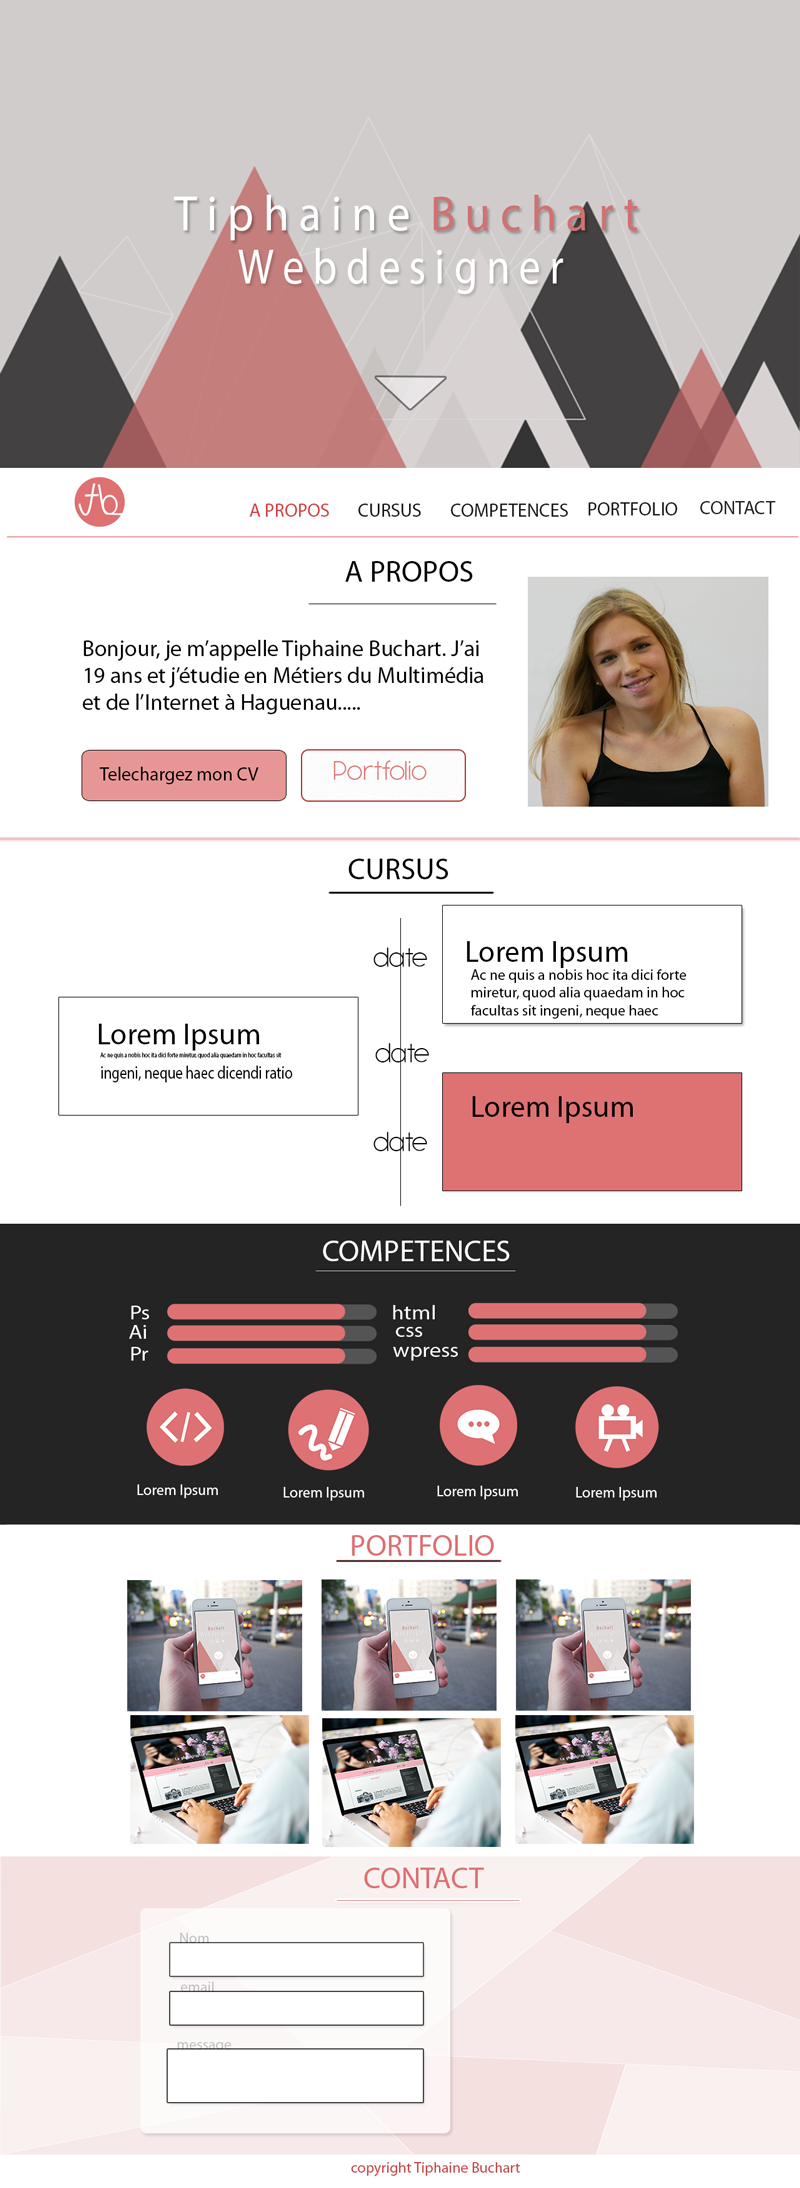 Tiphaine Buchart
Webdesigner
A PROPOS
CURSUS
COMPETENCES
PORTFOLIO
CONTACT
A PROPOS
Bonjour, je m’appelle Tiphaine Buchart. J’ai
19 ans et j’étudie en Métiers du Multimédia
et de l’Internet à Haguenau.....
Telechargez mon CV
Portfolio
CURSUS
date
Lorem Ipsum
Ac ne quis a nobis hoc ita dici forte
miretur, quod alia quaedam in hoc
facultas sit ingeni, neque haec
Lorem Ipsum
Ac ne quis a nobis hoc ita dici forte miretur, quod alia quaedam in hoc facultas sit
ingeni, neque haec dicendi ratio
date
Lorem Ipsum
date
COMPETENCES
Ps
Ai
Pr
html
css
wpress
Lorem Ipsum
Lorem Ipsum
Lorem Ipsum
Lorem Ipsum
PORTFOLIO
Buchart
Buchart
Buchart
CONTACT
Nom
email
message
copyright Tiphaine Buchart